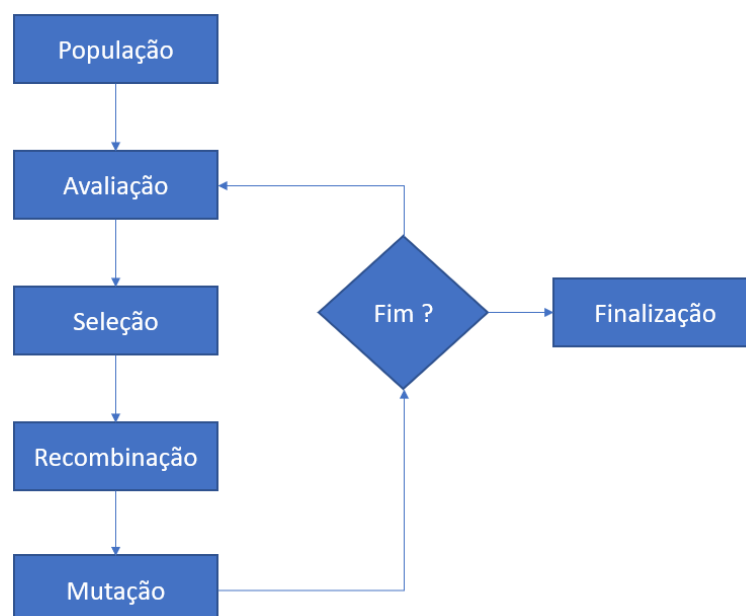 População
Avaliação
Seleção
Fim ?
Finalização
Recombinação
Mutação